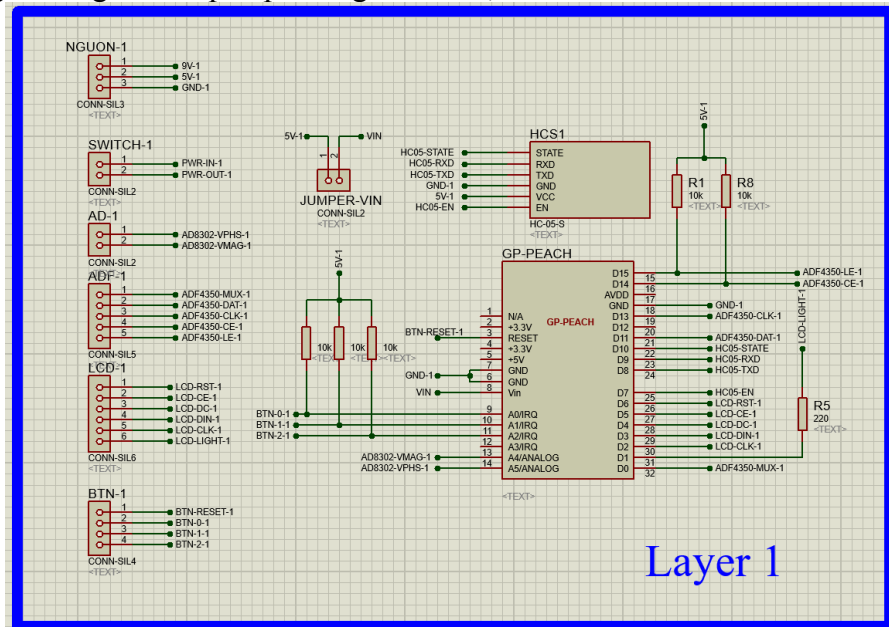 NGUON-1
1
2
3
9V-1
5V-1
GND-1
CONN-SIL3
<TEXT>
SWITCH-1
1
2
PWR-IN-1
PWR-OUT-1
CONN-SIL2
<TEXT>
AD-1
1
2
AD8302-VPHS-1
AD8302-VMAG-1
CONN-SIL2
<TEXT>
ADF-1
1
2
3
4
5
ADF4350-MUX-1
ADF4350-DAT-1
ADF4350-CLK-1
ADF4350-CE-1
ADF4350-LE-1
CONN-SIL5
<TEXT>
LCD-1
1
2
3
4
5
6
LCD-RST-1
LCD-CE-1
LCD-DC-1
LCD-DIN-1
LCD-CLK-1
LCD-LIGHT-1
CONN-SIL6
<TEXT>
BTN-1
1
2
3
4
BTN-RESET-1
BTN-0-1
BTN-1-1
BTN-2-1
CONN-SIL4
<TEXT>
5V-1
VIN
1
2
JUMPER-VIN
CONN-SIL2
HCS1
HC05-STATE
HC05-RXD
HC05-TXD
GND-1
5V-1
HC05-EN
STATE
RXD
TXD
GND
VCC
EN
HC-05-S
<TEXT>
5V-1
R1
10k
<TEXT>
R8
10k
<TEXT>
5V-1
10k
<TEXT>
10k
<TEXT>
10k
<TEXT>
GP-PEACH
GP-PEACH
BTN-RESET-1
GND-1
VIN
BTN-0-1
BTN-1-1
BTN-2-1
AD8302-VMAG-1
AD8302-VPHS-1
1
2
3
4
5
7
6
8
9
10
11
12
13
14
N/A
+3.3V
RESET
+3.3V
+5V
GND
GND
Vin
A0/IRQ
A1/IRQ
A2/IRQ
A3/IRQ
A4/ANALOG
A5/ANALOG
D15
D14
AVDD
GND
D13
D12
D11
D10
D9
D8
D7
D6
D5
D4
D3
D2
D1
D0
15
16
17
18
19
20
21
22
23
24
25
26
27
28
29
30
31
32
ADF4350-LE-1
ADF4350-CE-1
GND-1
ADF4350-CLK-1
ADF4350-DAT-1
HC05-STATE
HC05-RXD
HC05-TXD
HC05-EN
LCD-RST-1
LCD-CE-1
LCD-DC-1
LCD-DIN-1
LCD-CLK-1
ADF4350-MUX-1
<TEXT>
LCD-LIGHT-1
R5
220
<TEXT>
Layer 1